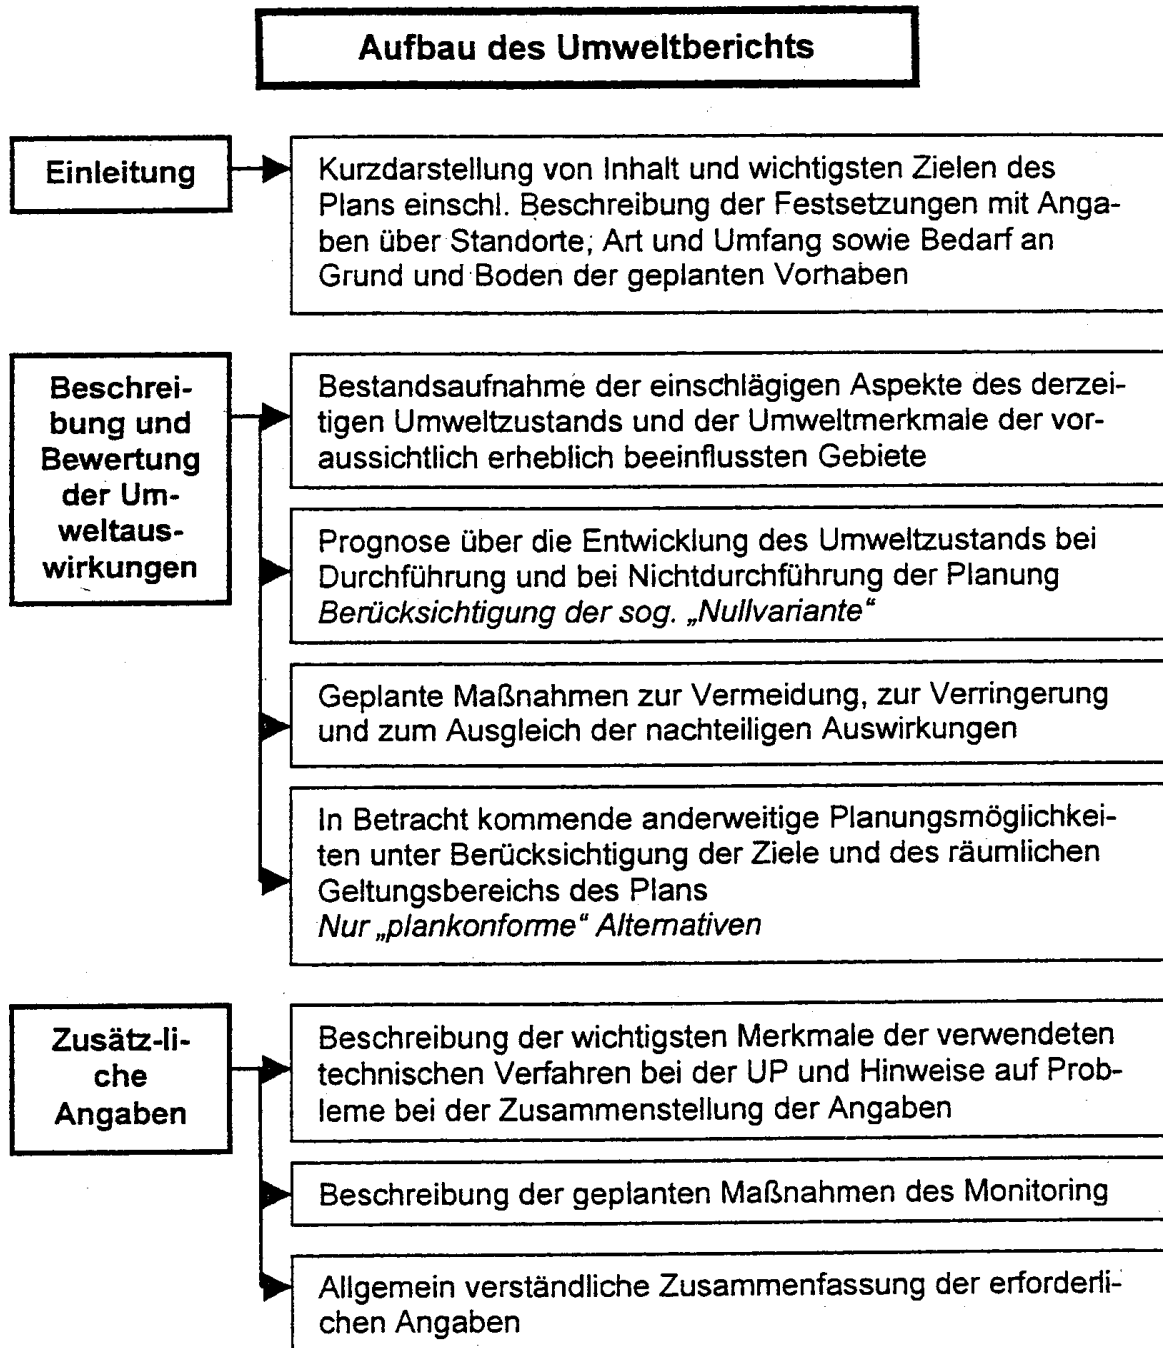 Aufbau des Umweltberichts
Einleitung
Kurzdarstellung von Inhalt und wichtigsten Zielen des
Plans einschl. Beschreibung der Festsetzungen mit Anga-
ben über Standorte, Art und Umfang sowie Bedarf an
Grund und Boden der geplanten Vorhaben
Beschrei-
bung und
Bewertung
der Um-
weltaus-
wirkungen
Bestandsaufnahme der einschlägigen Aspekte des derzei-
tigen Umweltzustands und der Umweltmerkmale der vor-
aussichtlich erheblich beeinflussten Gebiete
Prognose über die Entwicklung des Umweltzustands bei
Durchführung und bei Nichtdurchführung der Planung
Berücksichtigung der sog. „Nullvariante“
Geplante Maßnahmen zur Vermeidung, zur Verringerung
und zum Ausgleich der nachteiligen Auswirkungen
In Betracht kommende anderweitige Planungsmöglichkei-
ten unter Berücksichtigung der Ziele und des räumlichen
Geltungsbereichs des Plans
Nur „plankonforme“ Alternativen
Zusätz-li-
che
Angaben
Beschreibung der wichtigsten Merkmale der verwendeten
technischen Verfahren bei der UP und Hinweise auf Prob-
leme bei der Zusammenstellung der Angaben
Beschreibung der geplanten Maßnahmen des Monitoring
Allgemein verständliche Zusammenfassung der erforderli-
chen Angaben